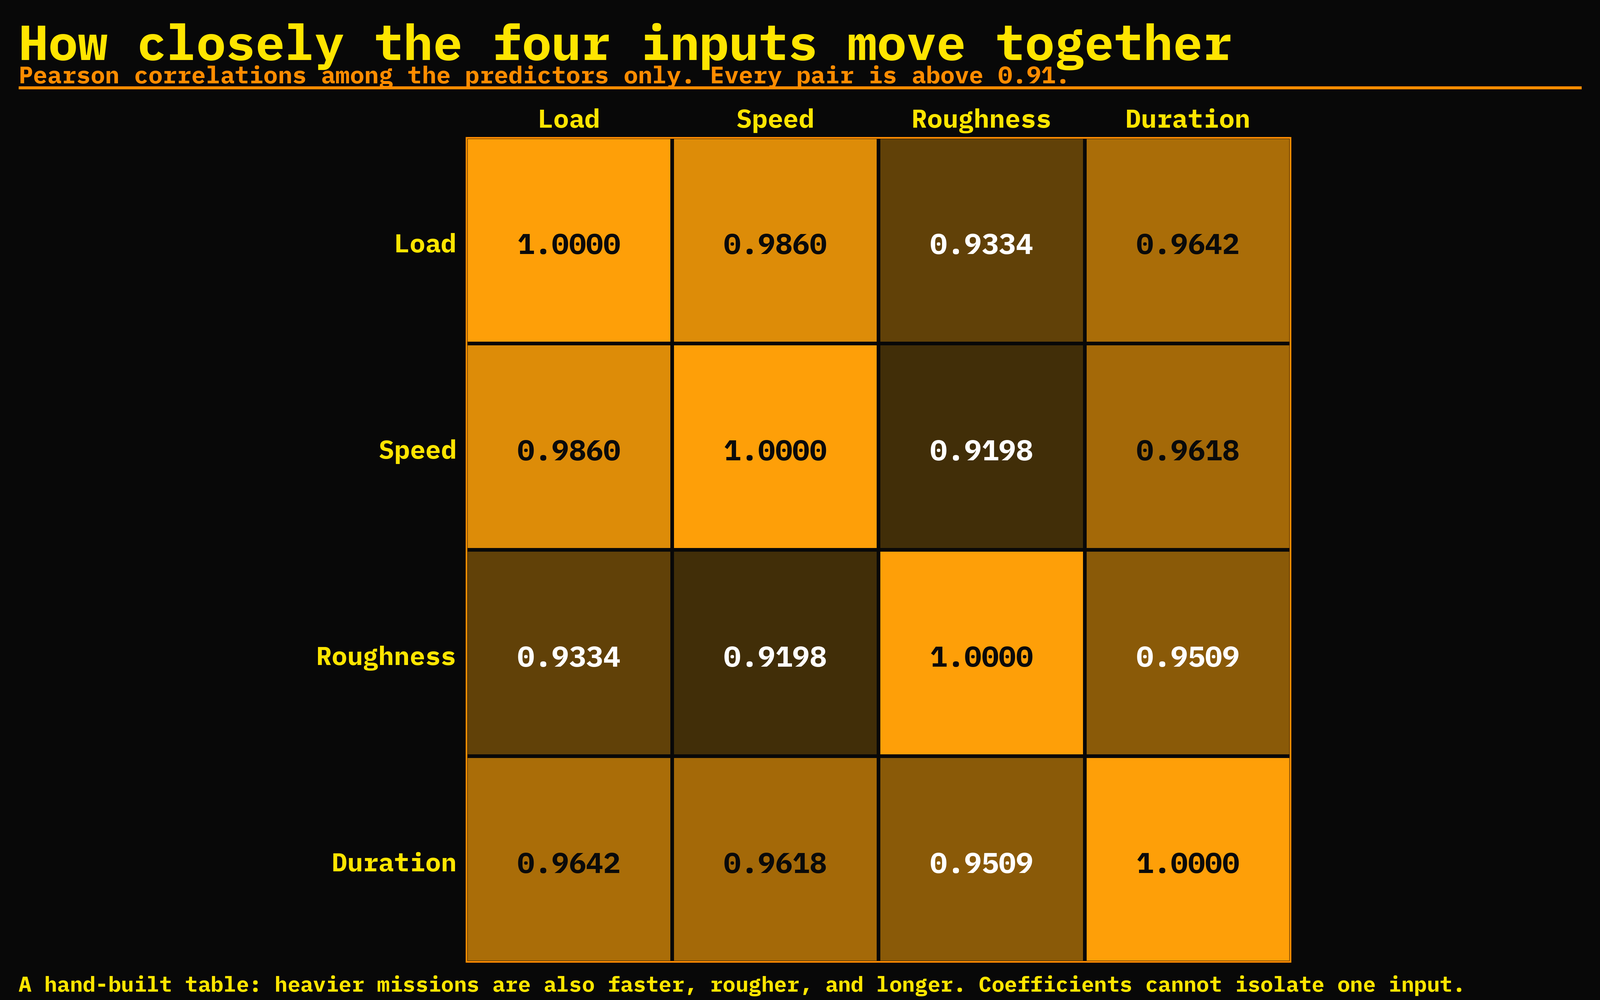 How closely the four inputs move together
Pearson correlations among the predictors only. Every pair is above 0.91.
Load Speed Roughness Duration
Load 1.0000 0.9860 0.9334 0.9642
Speed 0.9860 1.0000 0.9198 0.9618
Roughness 0.9334 0.9198 1.0000 0.9509
Duration 0.9642 0.9618 0.9509 1.0000
A hand-built table: heavier missions are also faster, rougher, and longer. Coefficients cannot isolate one input.